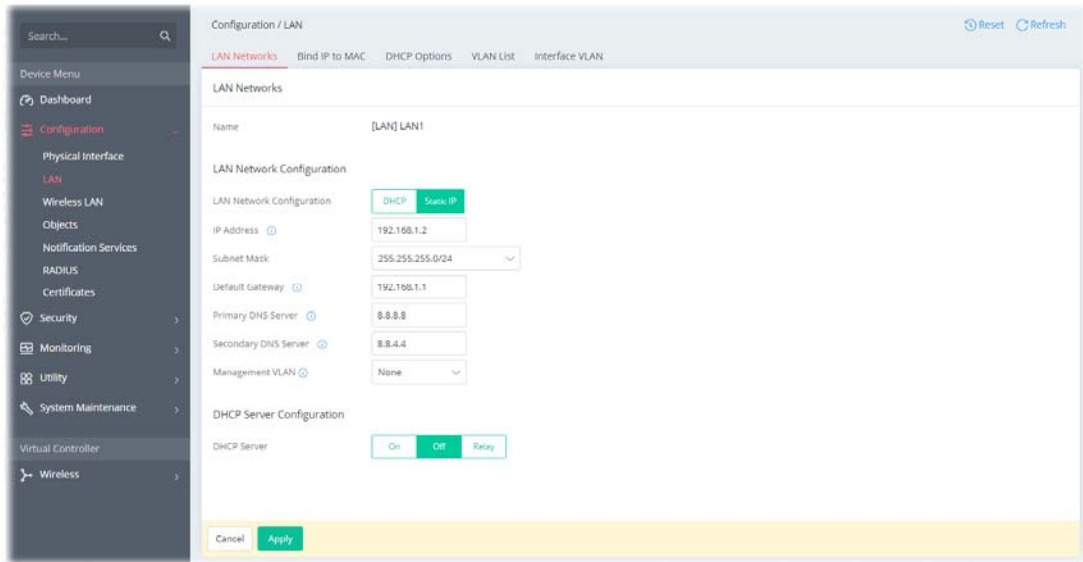 Search...
Configuration / LAN
Reset Refresh
LAN Networks Bind IP to MAC DHCP Options VLAN List Interface VLAN
Device Menu
Dashboard
Configuration
Physical Interface
LAN
Wireless LAN
Objects
Notification Services
RADIUS
Certificates
Security
Monitoring
Utility
System Maintenance
Virtual Controller
Wireless
LAN Networks
Name [LAN] LAN1
LAN Network Configuration
LAN Network Configuration DHCP Static IP
IP Address 192.168.1.2
Subnet Mask 255.255.255.0/24
Default Gateway 192.168.1.1
Primary DNS Server 8.8.8.8
Secondary DNS Server 8.8.4.4
Management VLAN None
DHCP Server Configuration
DHCP Server On Off Relay
Cancel Apply